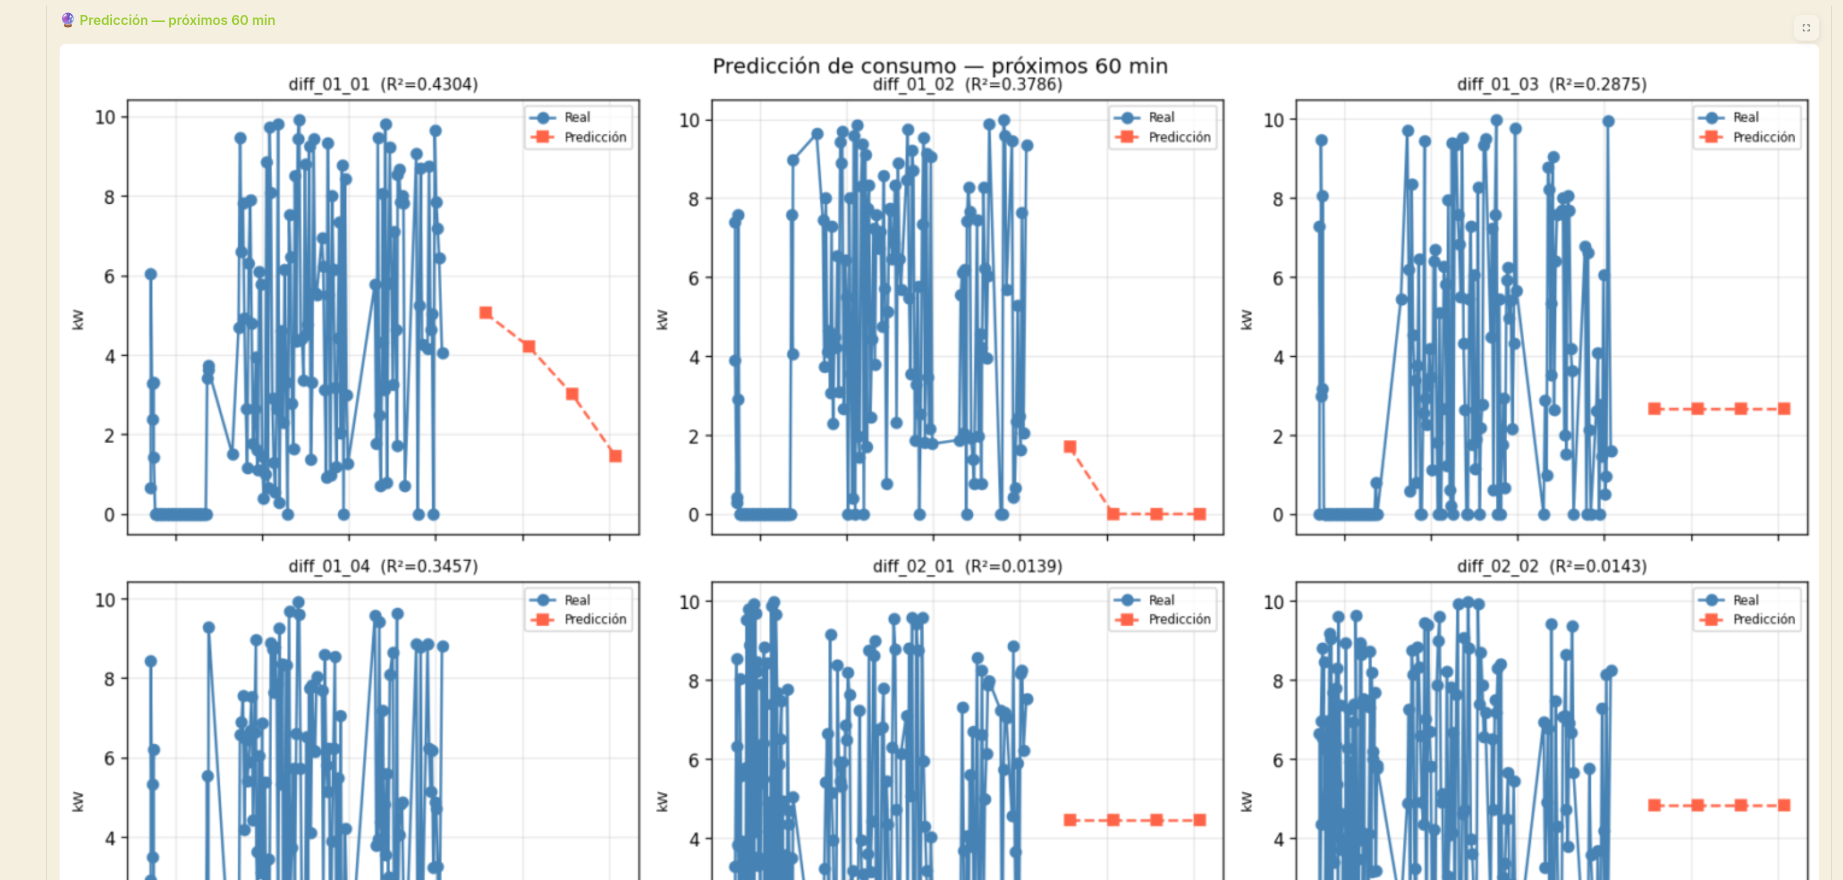 🔮 Predicción — próximos 60 min
Predicción de consumo — próximos 60 min
diff_01_01 (R²=0.4304)
diff_01_02 (R²=0.3786)
diff_01_03 (R²=0.2875)
10
8
6
4
2
0
kW
Real
Predicción
10
8
6
4
2
0
kW
Real
Predicción
10
8
6
4
2
0
kW
Real
Predicción
diff_01_04 (R²=0.3457)
diff_02_01 (R²=0.0139)
diff_02_02 (R²=0.0143)
10
8
6
4
kW
Real
Predicción
10
8
6
4
kW
Real
Predicción
10
8
6
4
kW
Real
Predicción